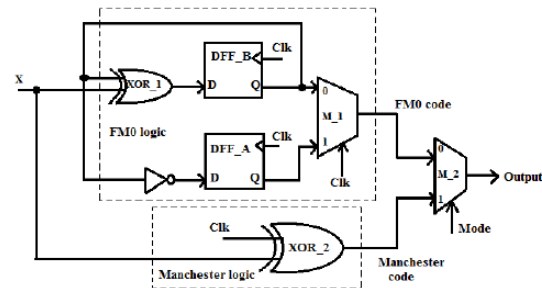 DFF_B
Clk
D
Q
X
XOR_1
FM0 logic
0
M_1
1
FM0 code
DFF_A
Clk
D
Q
Clk
0
M_2
1
Output
Mode
Clk
XOR_2
Manchester logic
Manchester
code